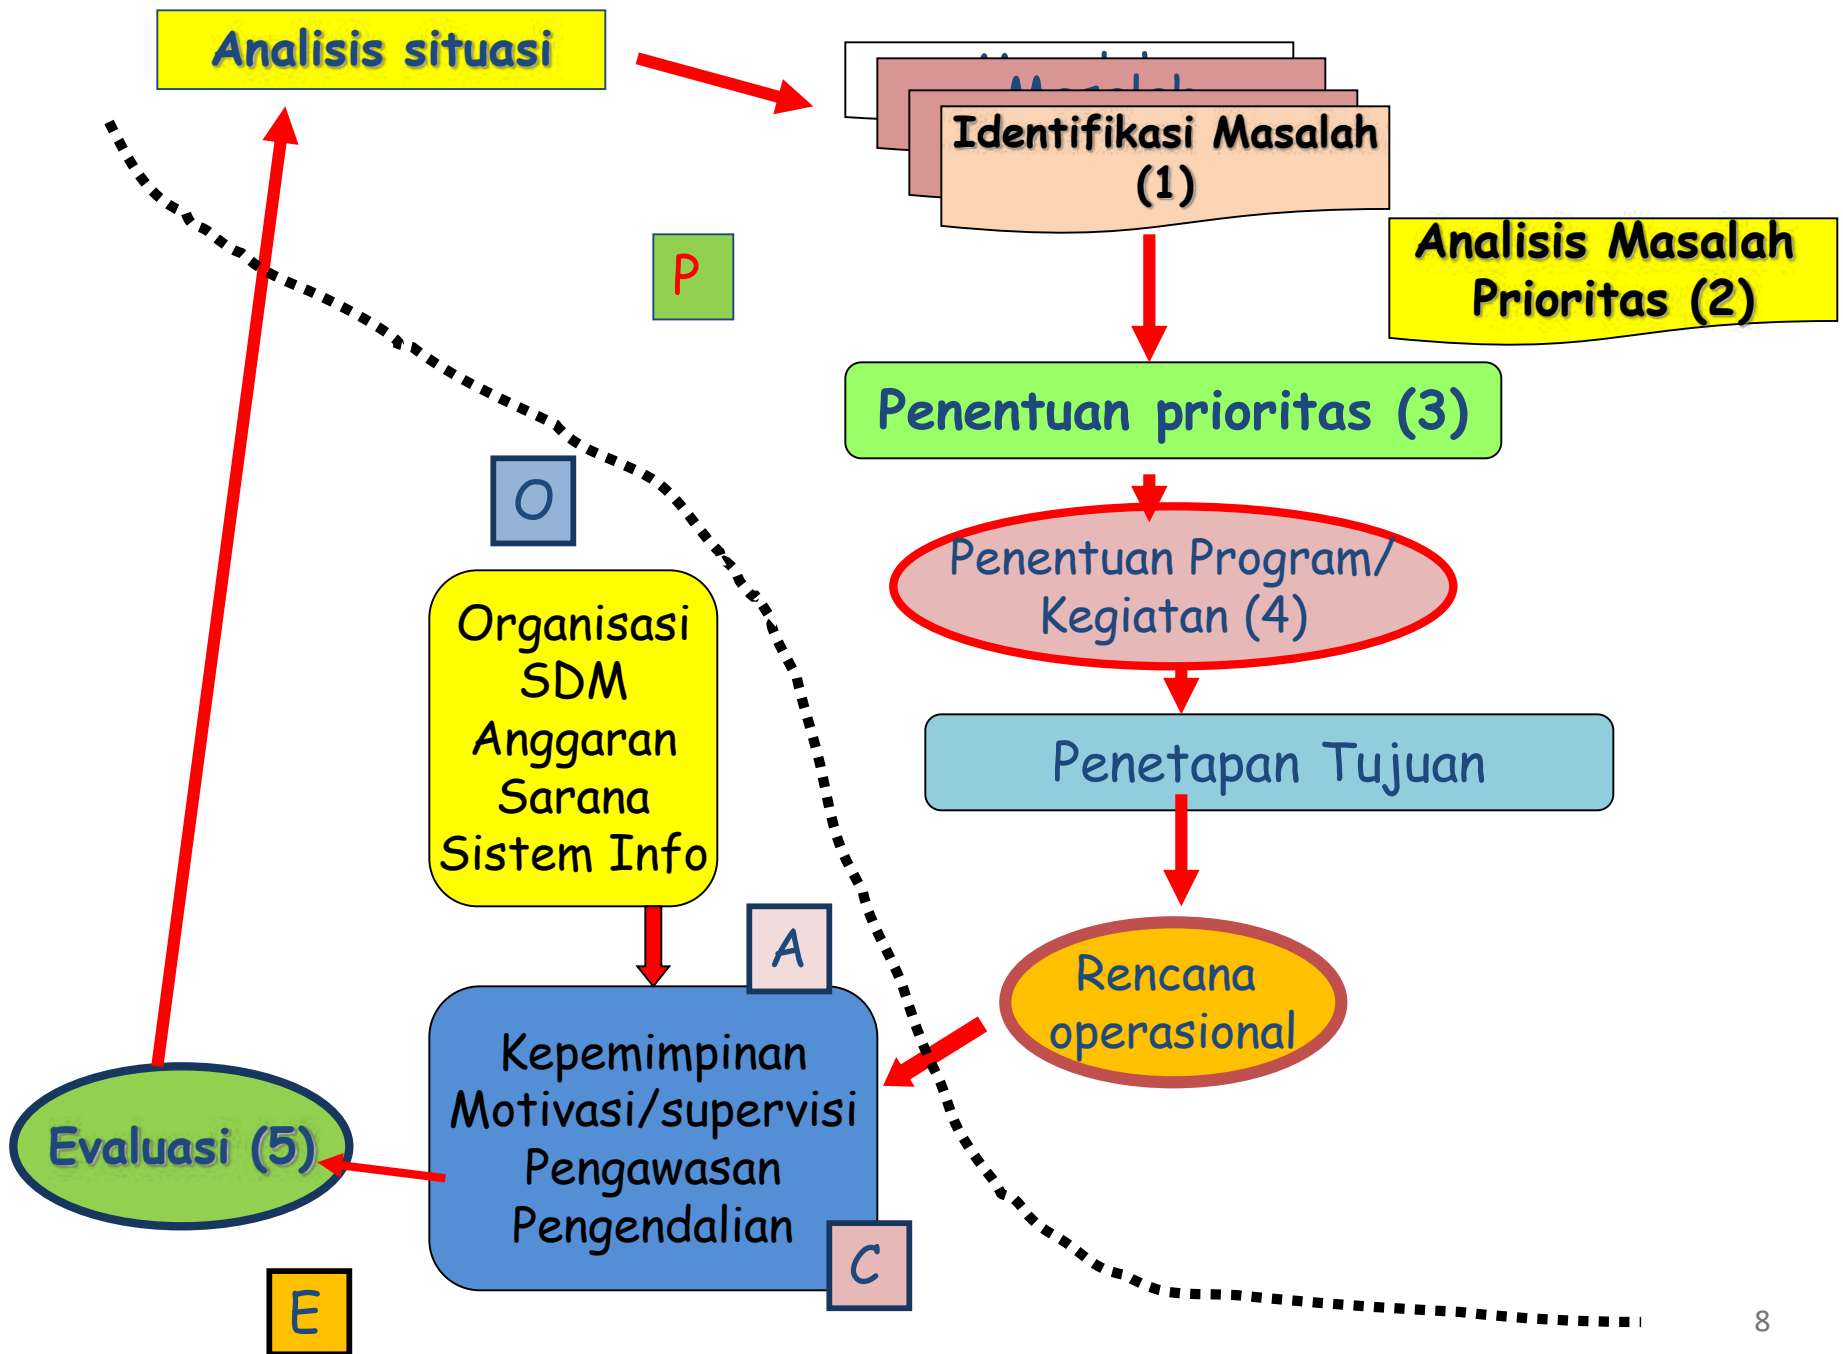 Analisis situasi
Masalah
Identifikasi Masalah
(1)
Analisis Masalah
Prioritas (2)
P
Penentuan prioritas (3)
O
Penentuan Program/
Kegiatan (4)
Organisasi
SDM
Anggaran
Sarana
Sistem Info
Penetapan Tujuan
A
Rencana
operasional
Kepemimpinan
Motivasi/supervisi
Pengawasan
Pengendalian
Evaluasi (5)
C
E
8